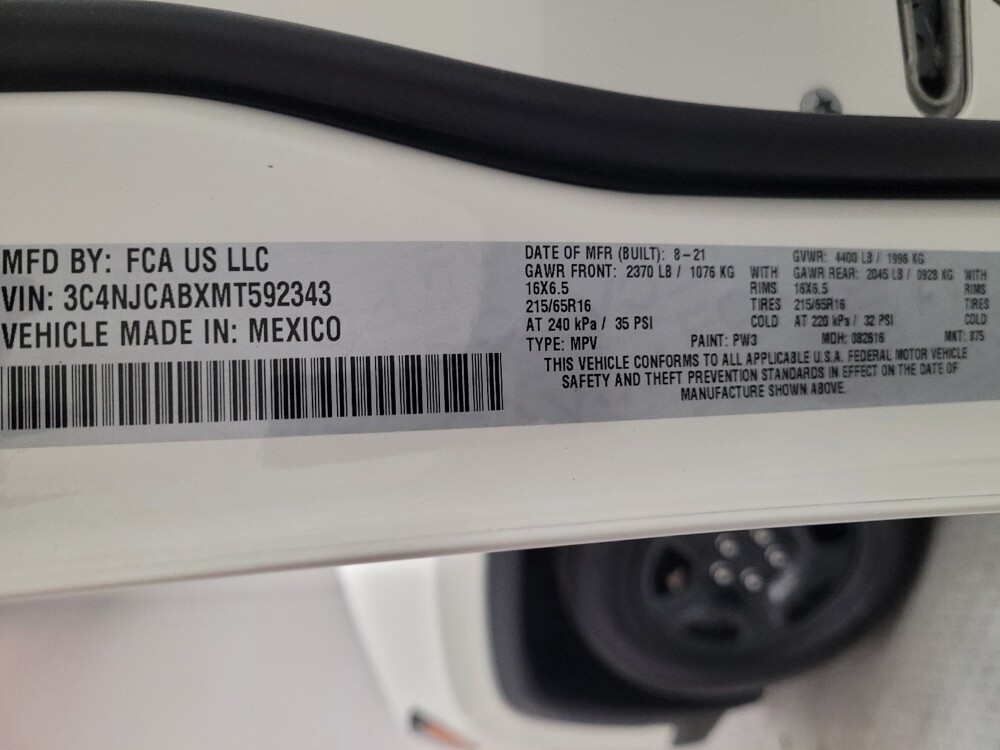 MFD BY: FCA US LLC
VIN: 3C4NJCABXMT592343
VEHICLE MADE IN: MEXICO
DATE OF MFR (BUILT): 8-21 GVWR: 4400 LB / 1996 KG
GAWR FRONT: 2370 LB / 1076 KG WITH GAWR REAR: 2045 LB / 0928 KG WITH
16X6.5 RIMS 16X6.5 RIMS
215/65R16 TIRES 215/65R16 TIRES
AT 240 kPa / 35 PSI COLD AT 220 kPa / 32 PSI COLD
TYPE: MPV PAINT: PW3 MDH: 082616 MKT: 875
THIS VEHICLE CONFORMS TO ALL APPLICABLE U.S.A. FEDERAL MOTOR VEHICLE
SAFETY AND THEFT PREVENTION STANDARDS IN EFFECT ON THE DATE OF
MANUFACTURE SHOWN ABOVE.